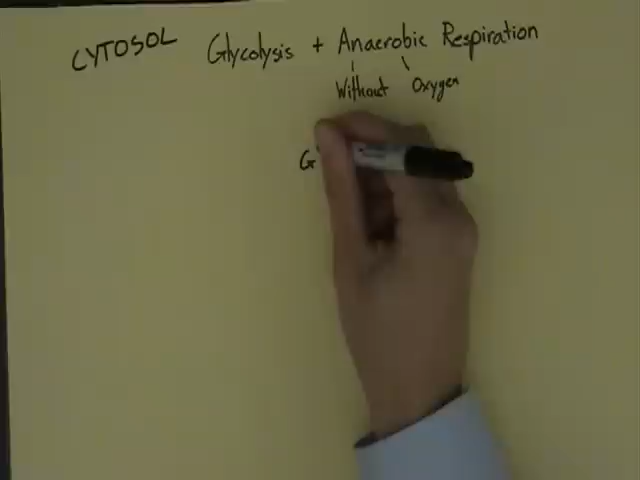 CYTOSOL Glycolysis + Anaerobic Respiration
Without Oxygen
G